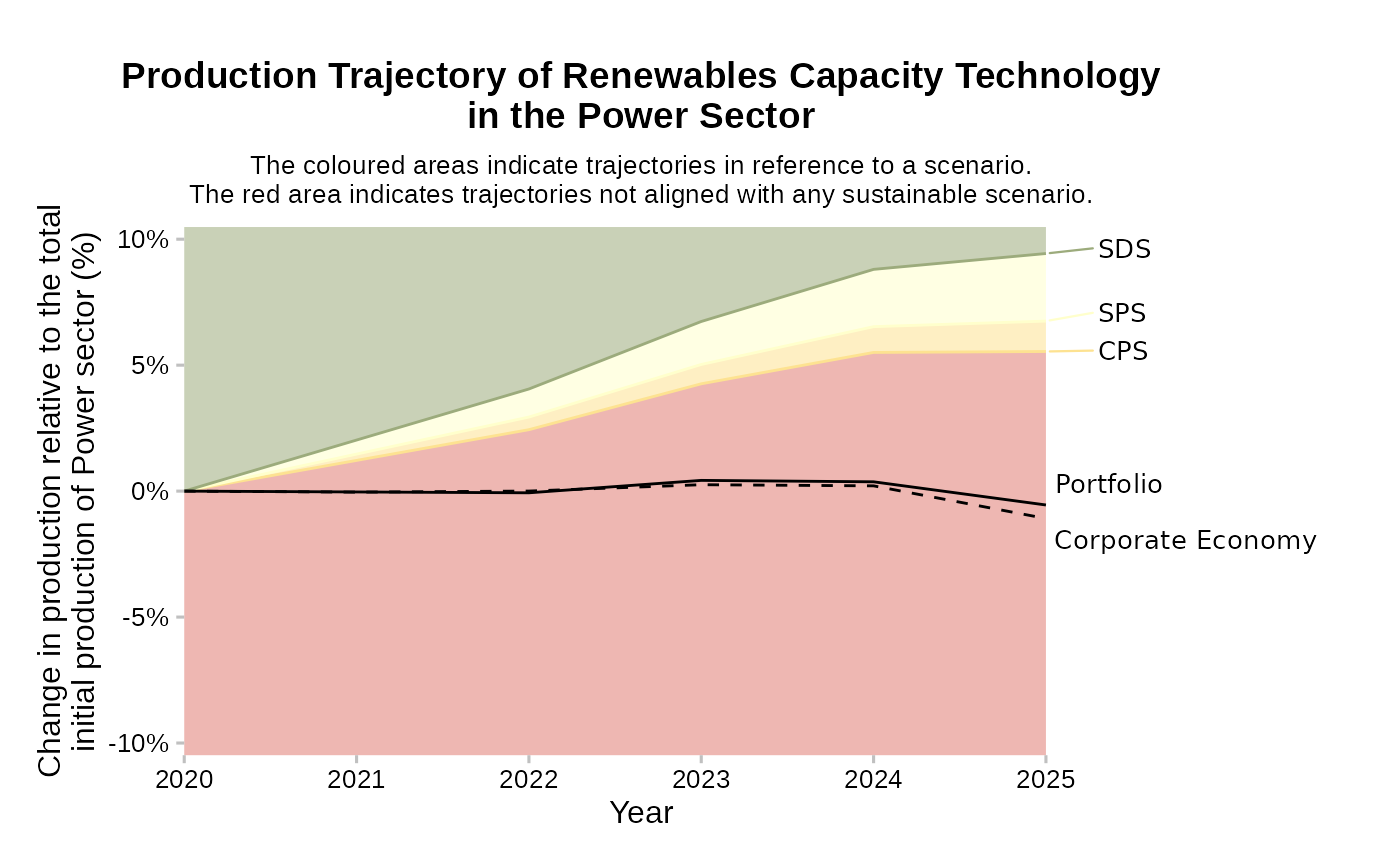 Production Trajectory of Renewables Capacity Technology
in the Power Sector
The coloured areas indicate trajectories in reference to a scenario.
The red area indicates trajectories not aligned with any sustainable scenario.
Change in production relative to the total
initial production of Power sector (%)
10%
5%
0%
-5%
-10%
SDS
SPS
CPS
Portfolio
Corporate Economy
2020
2021
2022
2023
2024
2025
Year